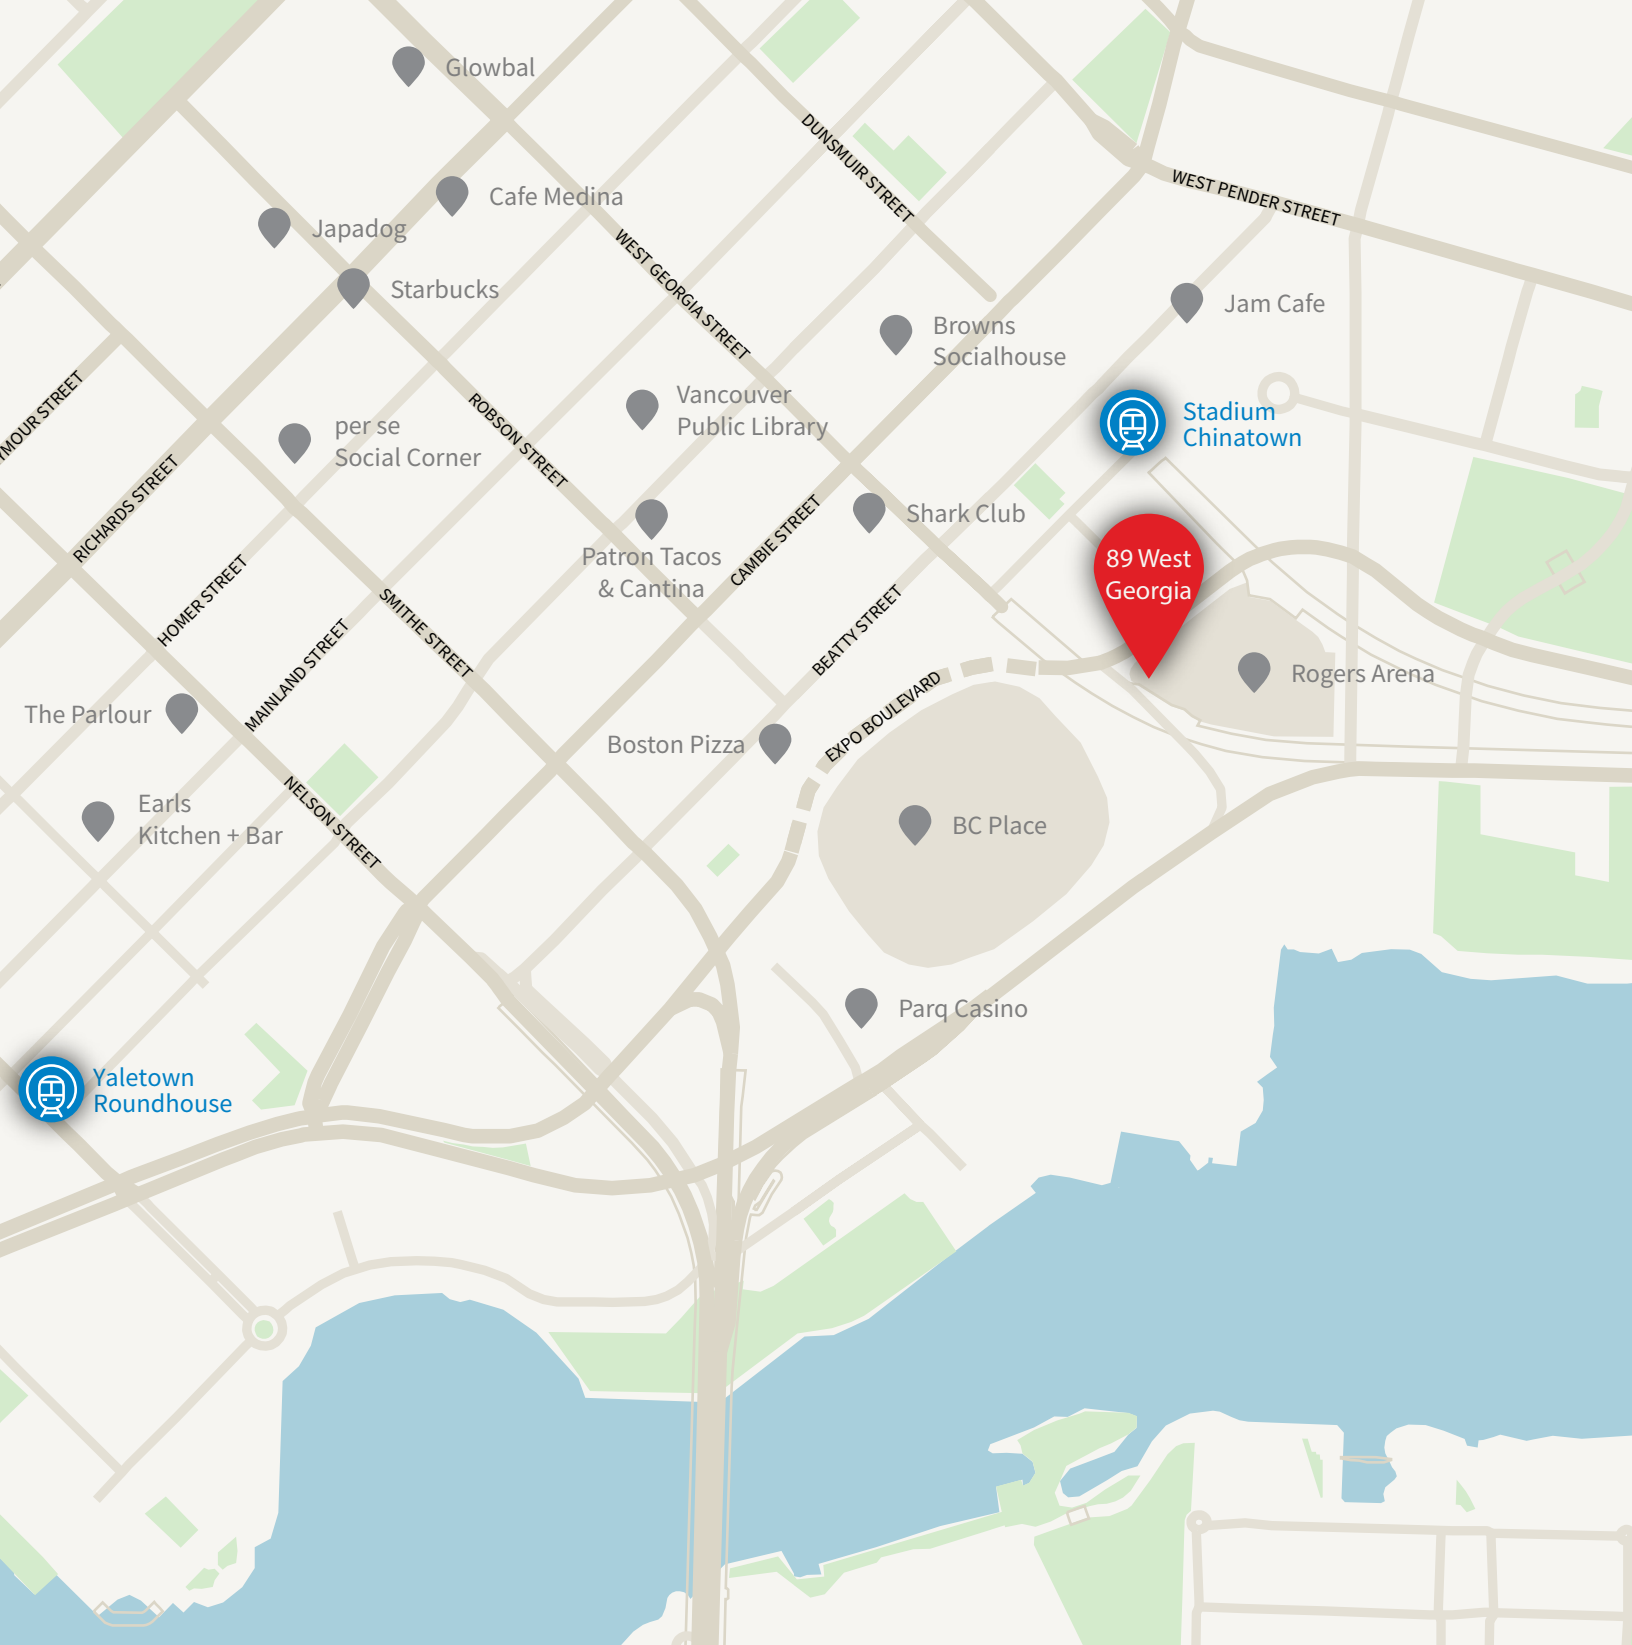 Glowbal
DUNSMUIR STREET
Cafe Medina
WEST PENDER STREET
Japadog
Starbucks
WEST GEORGIA STREET
Jam Cafe
Browns
Socialhouse
Vancouver
Public Library
Stadium
Chinatown
MOUR STREET
ROBSON STREET
per se
Social Corner
RICHARDS STREET
CAMBIE STREET
Shark Club
Patron Tacos
& Cantina
89 West
Georgia
HOMER STREET
SMITHE STREET
BEATTY STREET
MAINLAND STREET
Rogers Arena
EXPO BOULEVARD
The Parlour
Boston Pizza
NELSON STREET
Earls
Kitchen + Bar
BC Place
Parq Casino
Yaletown
Roundhouse